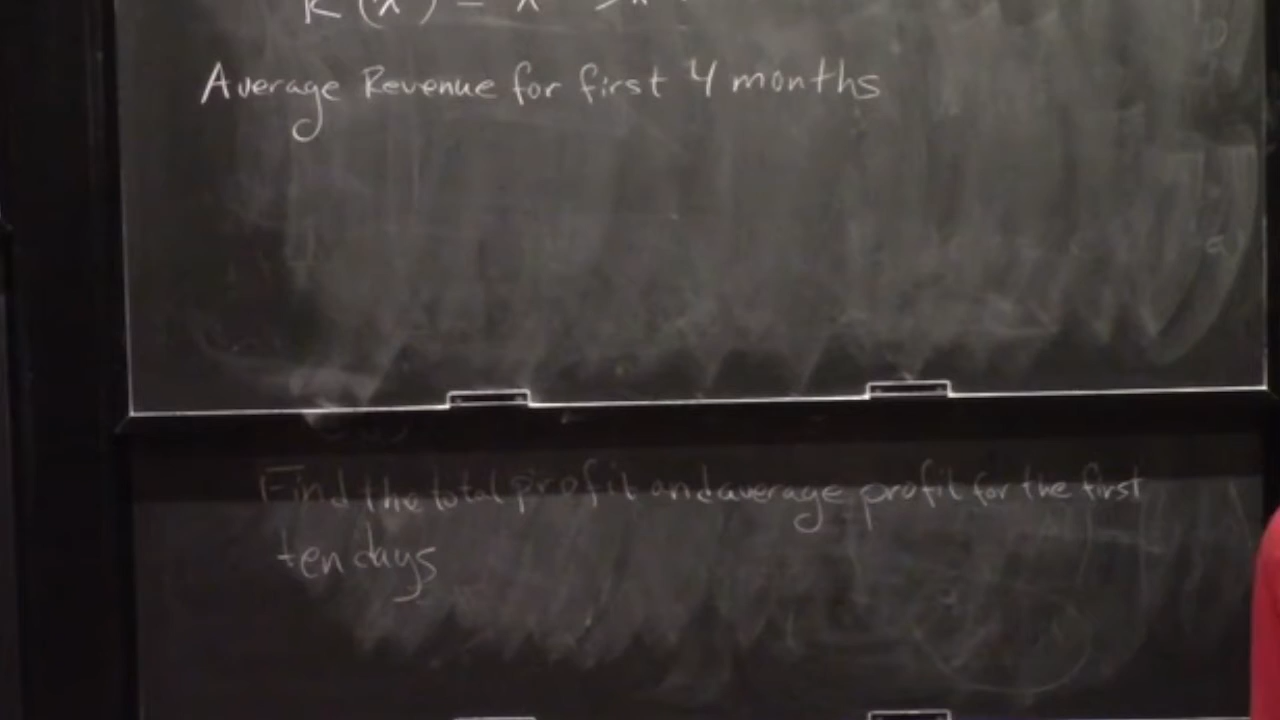 R(x) =
Average Revenue for first 4 months
Find the total profit and average profit for the first
ten days